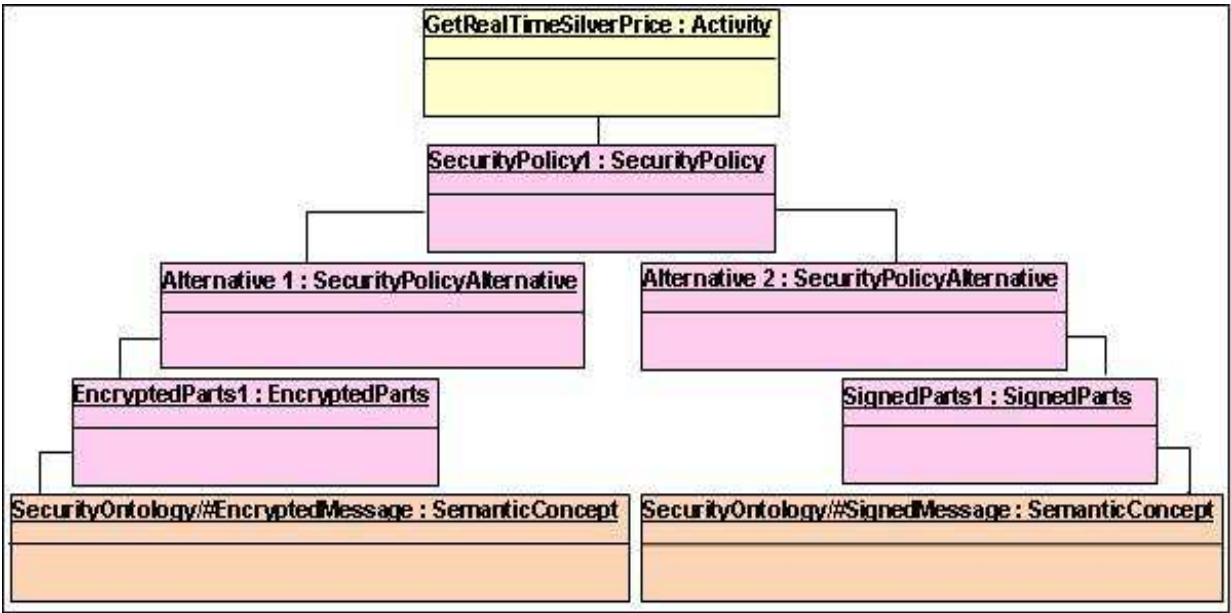 GetRealTimeSilverPrice : Activity
SecurityPolicy1 : SecurityPolicy
Alternative 1 : SecurityPolicyAlternative
Alternative 2 : SecurityPolicyAlternative
EncryptedParts1 : EncryptedParts
SignedParts1 : SignedParts
SecurityOntology/#EncryptedMessage : SemanticConcept
SecurityOntology/#SignedMessage : SemanticConcept